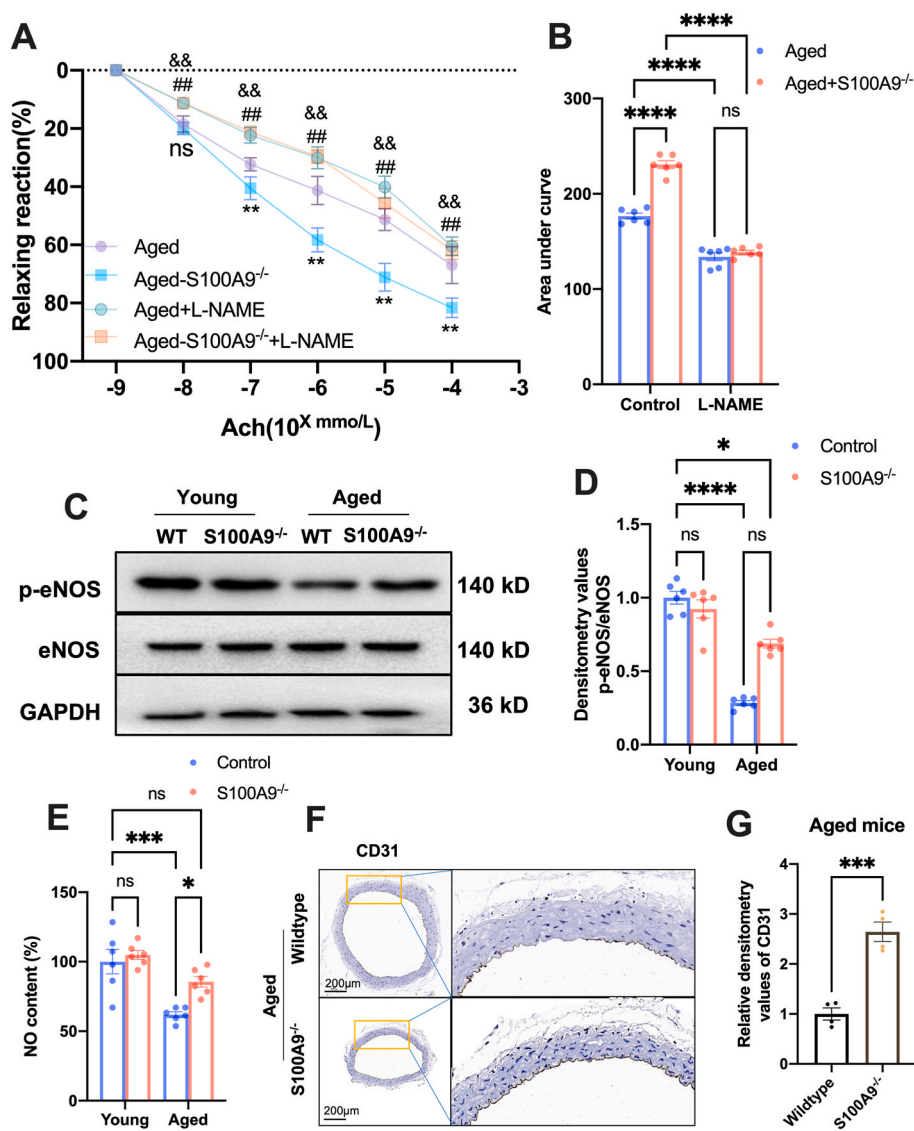 A
Relaxing reaction(%)
0
20
40
60
80
100
&&
##
ns
&&
##
**
&&
##
**
&&
##
**
&&
##
**
Aged
Aged-S100A9-/-
Aged+L-NAME
Aged-S100A9-/-+L-NAME
-9 -8 -7 -6 -5 -4 -3
Ach(10X mmo/L)
B
Aged
Aged+S100A9-/-
****
****
****
ns
Area under curve
300
200
100
0
Control L-NAME
C
Young Aged
WT S100A9-/- WT S100A9-/-
p-eNOS 140 kD
eNOS 140 kD
GAPDH 36 kD
D
Control
S100A9-/-
*
****
ns
ns
Densitometry values
p-eNOS/eNOS
1.5
1.0
0.5
0.0
Young Aged
E
Control
S100A9-/-
ns
***
ns
*
NO content (%)
150
100
50
0
Young Aged
F
CD31
Aged
Wildtype
200μm
S100A9-/-
200μm
G
Aged mice
***
Relative densitometry
values of CD31
4
3
2
1
0
Wildtype
S100A9-/-